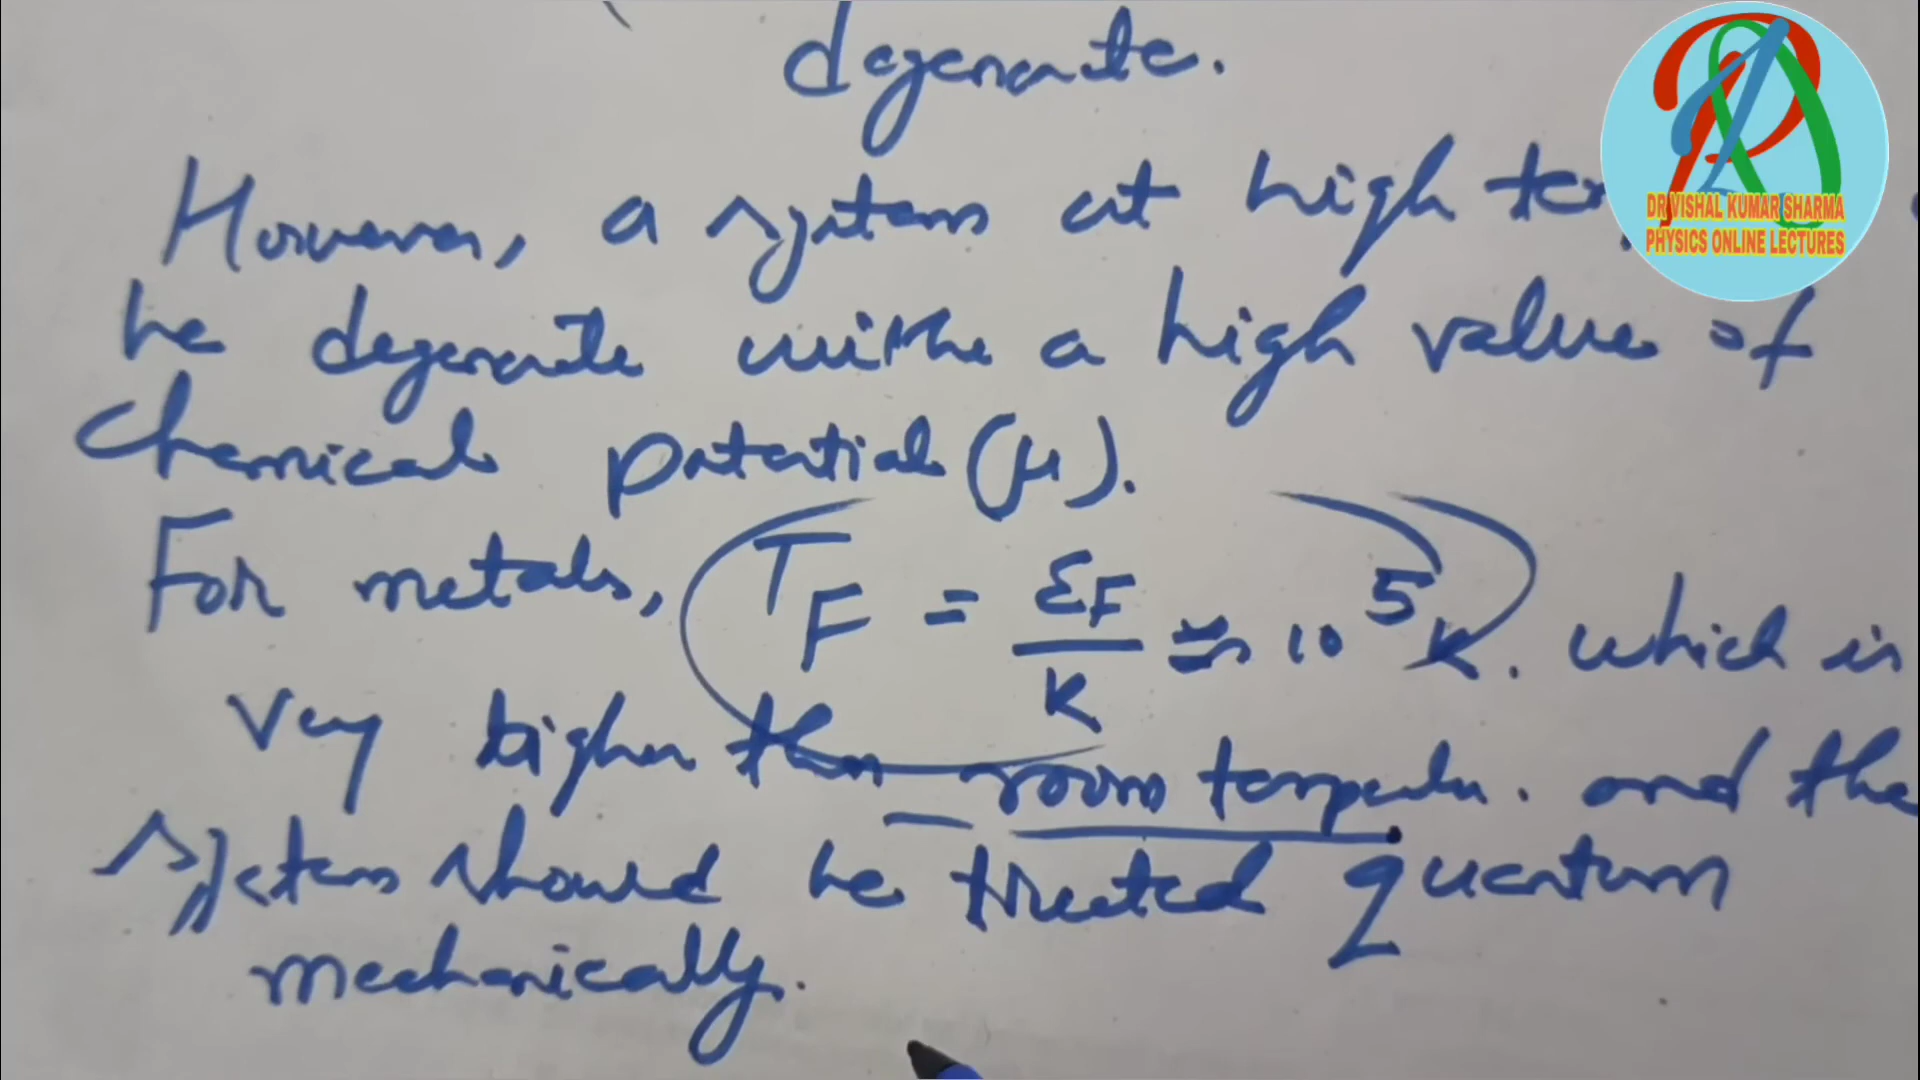 degenerate.
However, a system at high
be degenerate withe a high value of
Chemical potential (μ).
For metals, T_F = ε_F / K ≃ 10^5 K. which is
very higher than room temperature. and the
system should be treated quantum
mechanically.
DR VISHAL KUMAR SHARMA
PHYSICS ONLINE LECTURES